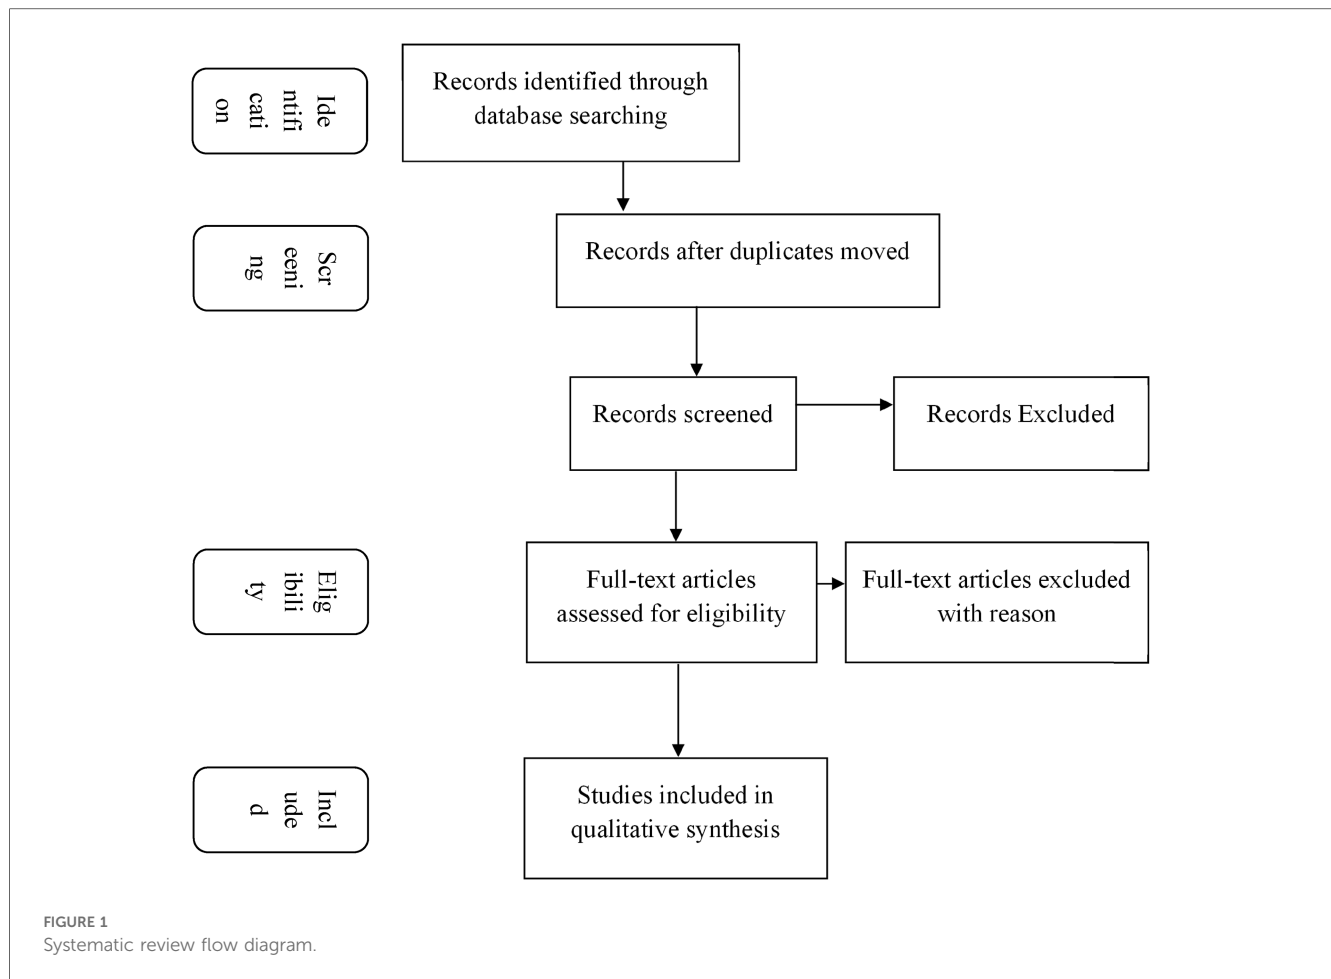 Ide
ntifi
cati
on
Records identified through
database searching
Scr
eeni
ng
Records after duplicates moved
Records screened
Records Excluded
Elig
ibili
ty
Full-text articles
assessed for eligibility
Full-text articles excluded
with reason
Incl
ude
d
Studies included in
qualitative synthesis
FIGURE 1
Systematic review flow diagram.